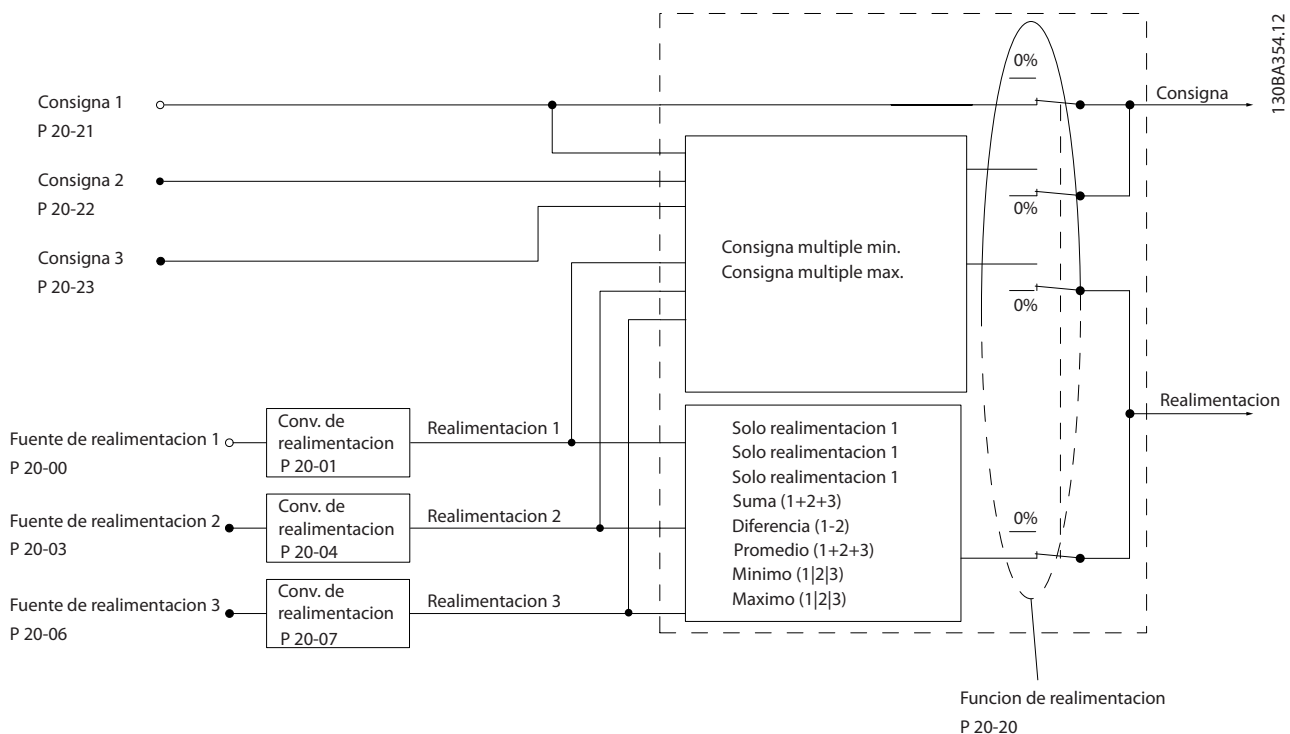 130BA354.12
0%
Consigna 1
P 20-21
Consigna
Consigna 2
P 20-22
0%
Consigna 3
P 20-23
Consigna multiple min.
Consigna multiple max.
0%
Realimentacion
Fuente de realimentacion 1
P 20-00
Conv. de
realimentacion
P 20-01
Realimentacion 1
Fuente de realimentacion 2
P 20-03
Conv. de
realimentacion
P 20-04
Realimentacion 2
Fuente de realimentacion 3
P 20-06
Conv. de
realimentacion
P 20-07
Realimentacion 3
Solo realimentacion 1
Solo realimentacion 1
Solo realimentacion 1
Suma (1+2+3)
Diferencia (1-2)
Promedio (1+2+3)
Minimo (1|2|3)
Maximo (1|2|3)
0%
Funcion de realimentacion
P 20-20